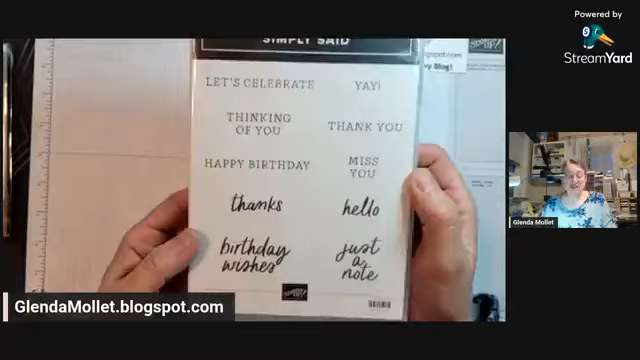 Powered by
StreamYard
SIMPLY SAID
LET'S CELEBRATE
YAY!
THINKING
OF YOU
THANK YOU
HAPPY BIRTHDAY
MISS
YOU
thanks
hello
birthday
wishes
just
a
note
Glenda Mollet
GlendaMollet.blogspot.com